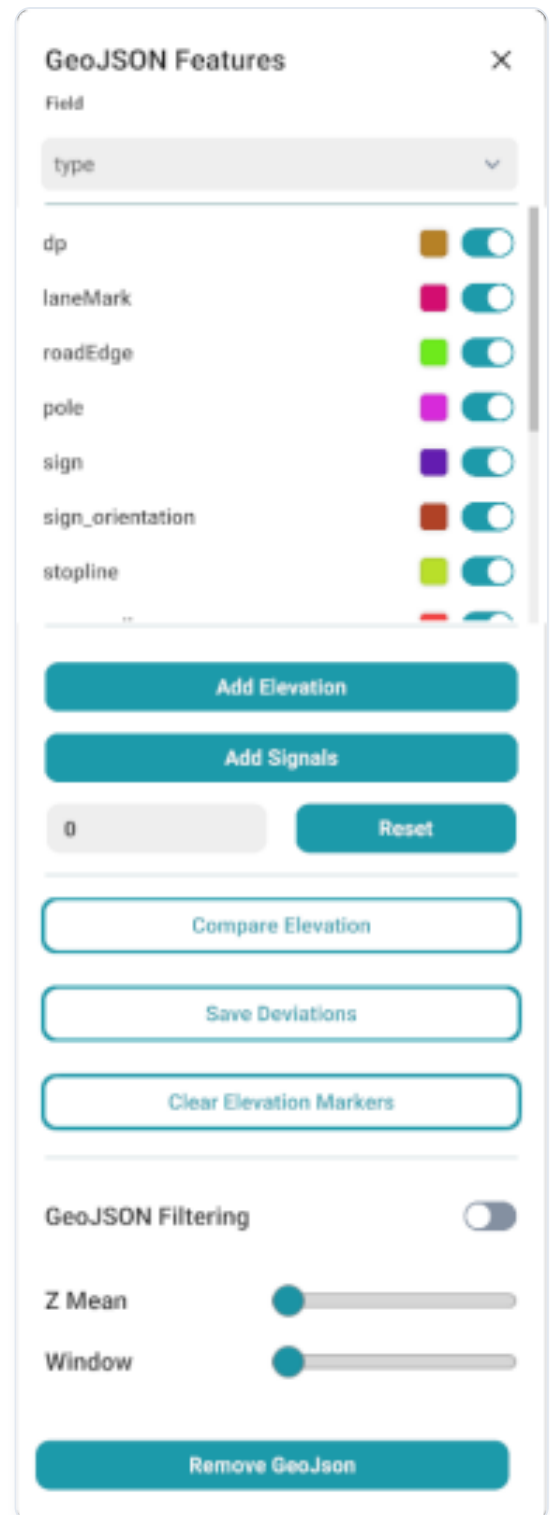 GeoJSON Features
Field
type
dp
laneMark
roadEdge
pole
sign
sign_orientation
stopline
Add Elevation
Add Signals
0 Reset
Compare Elevation
Save Deviations
Clear Elevation Markers
GeoJSON Filtering
Z Mean
Window
Remove GeoJson